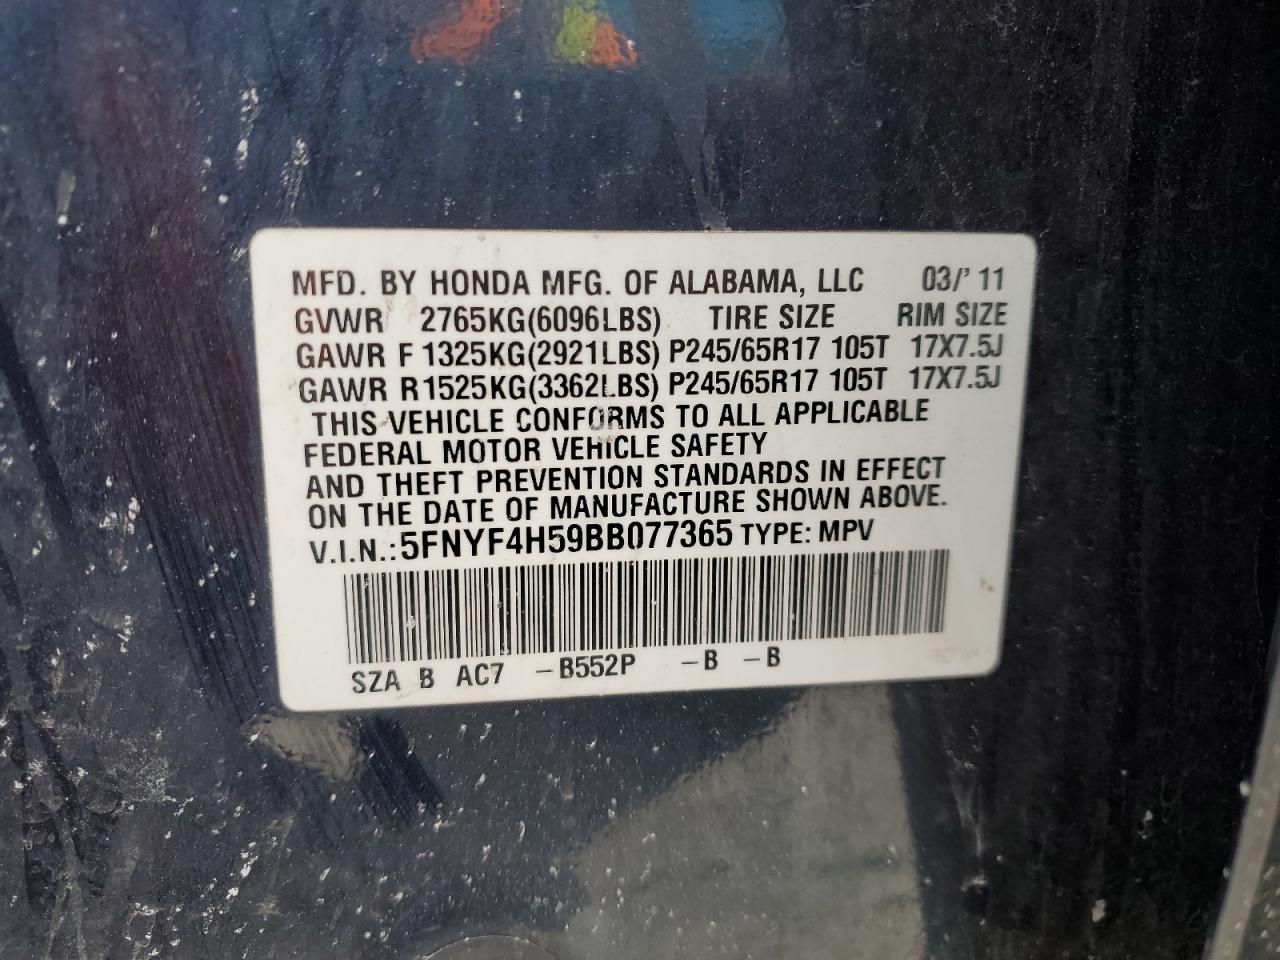 MFD. BY HONDA MFG. OF ALABAMA, LLC 03/'11
GVWR 2765KG(6096LBS) TIRE SIZE RIM SIZE
GAWR F 1325KG(2921LBS) P245/65R17 105T 17X7.5J
GAWR R1525KG(3362LBS) P245/65R17 105T 17X7.5J
THIS VEHICLE CONFORMS TO ALL APPLICABLE
FEDERAL MOTOR VEHICLE SAFETY
AND THEFT PREVENTION STANDARDS IN EFFECT
ON THE DATE OF MANUFACTURE SHOWN ABOVE.
V.I.N.:5FNYF4H59BB077365 TYPE: MPV
SZA B AC7 -B552P -B -B